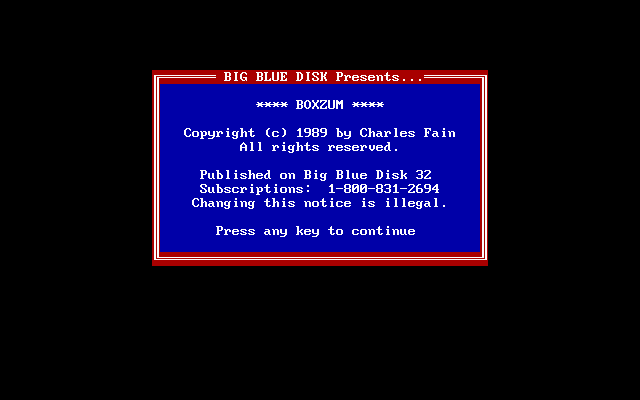 BIG BLUE DISK Presents...
**** BOXZUM ****
Copyright (c) 1989 by Charles Fain
All rights reserved.
Published on Big Blue Disk 32
Subscriptions:  1-800-831-2694
Changing this notice is illegal.
Press any key to continue